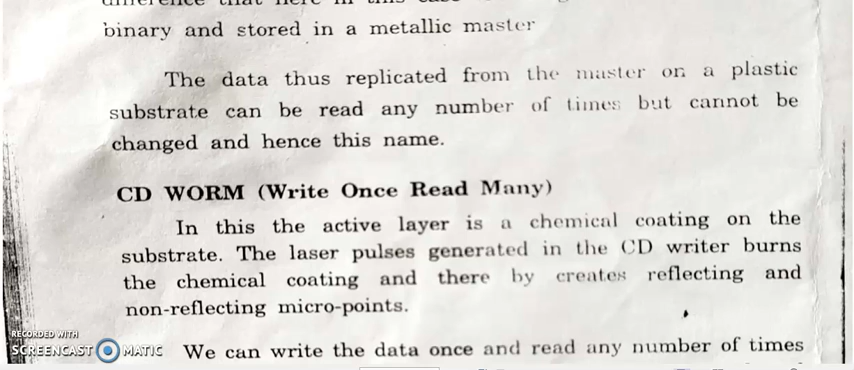 binary and stored in a metallic master
The data thus replicated from the master on a plastic
substrate can be read any number of times but cannot be
changed and hence this name.
CD WORM (Write Once Read Many)
In this the active layer is a chemical coating on the
substrate. The laser pulses generated in the CD writer burns
the chemical coating and there by creates reflecting and
non-reflecting micro-points.
RECORDED WITH
SCREENCAST MATIC
We can write the data once and read any number of times